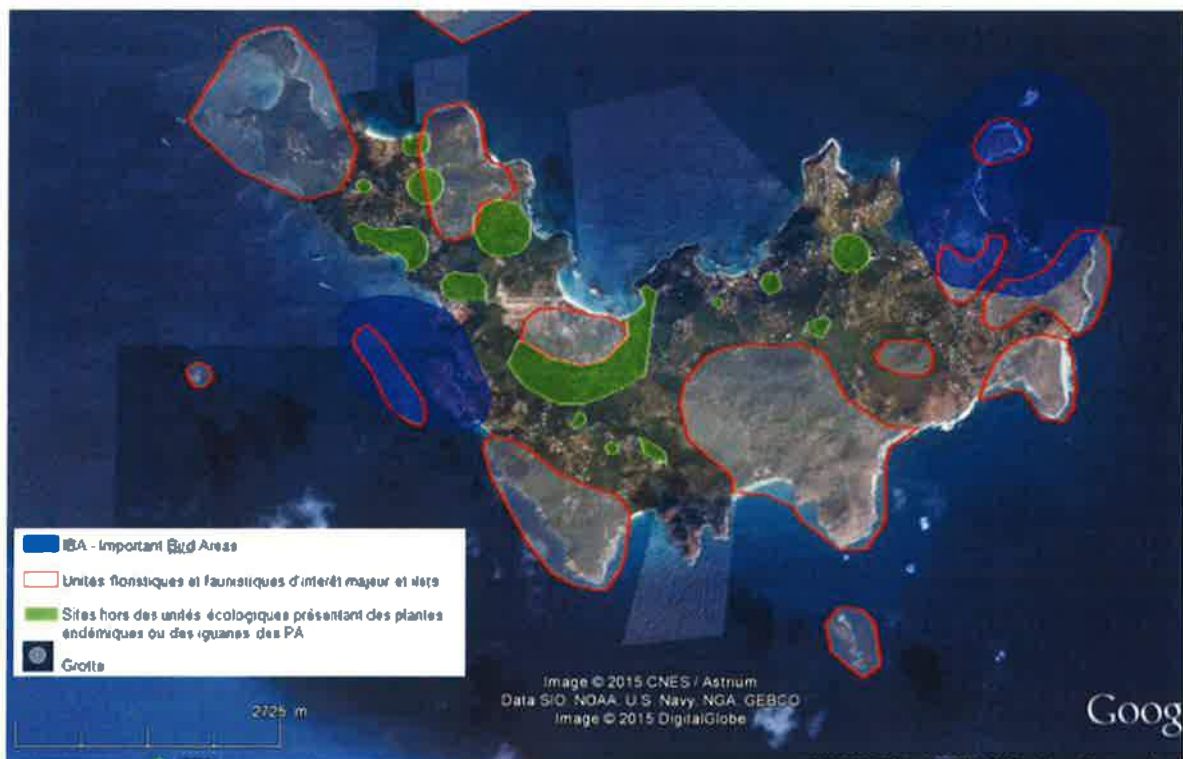 IBA - Important Bird Areas
Unités floristiques et faunistiques d'intérêt majeur et ilets
Sites hors des unités écologiques présentant des plantes
endémiques ou des iguanes des PA
Grotte
2725 m
Image © 2015 CNES / Astrium
Data SIO, NOAA, U.S. Navy, NGA, GEBCO
Image © 2015 DigitalGlobe
Goog